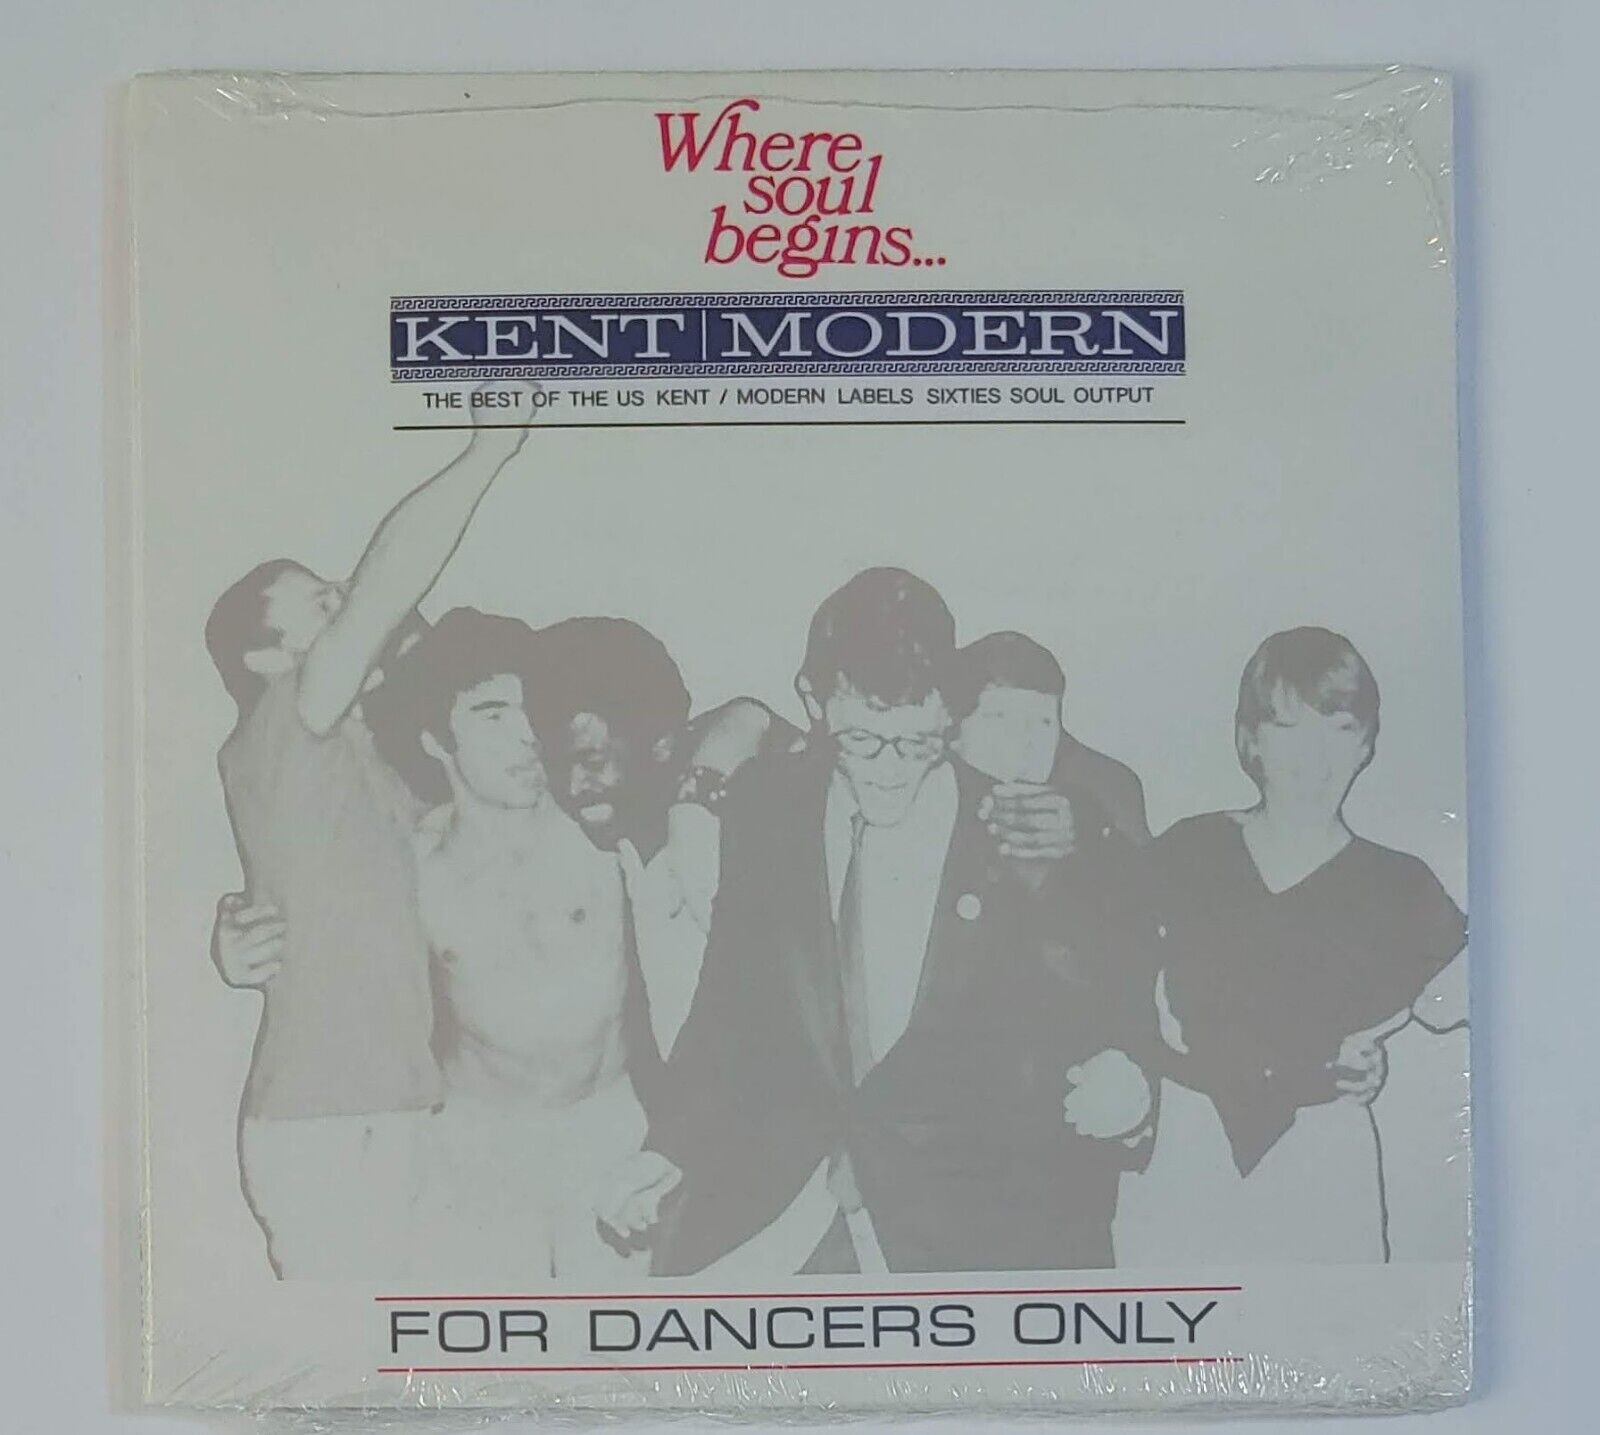 Where
soul
begins...
KENT | MODERN
THE BEST OF THE US KENT / MODERN LABELS SIXTIES SOUL OUTPUT
FOR DANCERS ONLY